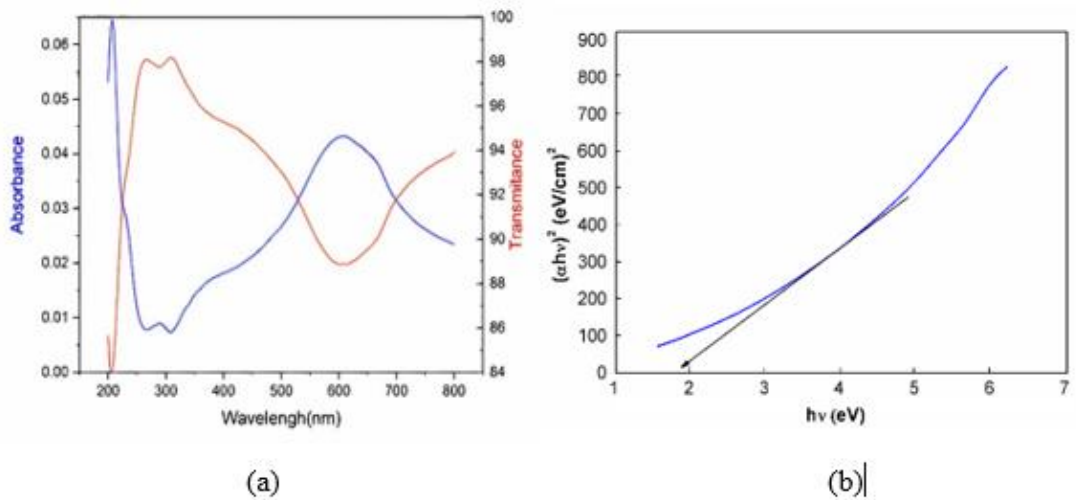 0.06
0.05
0.04
0.03
0.02
0.01
0.00
Absorbance
100
98
96
94
92
90
88
86
84
Transmitance
200 300 400 500 600 700 800
Wavelengh(nm)
(a)
900
800
700
600
500
400
300
200
100
0
(αhν)² (eV/cm)²
1 2 3 4 5 6 7
hν (eV)
(b)